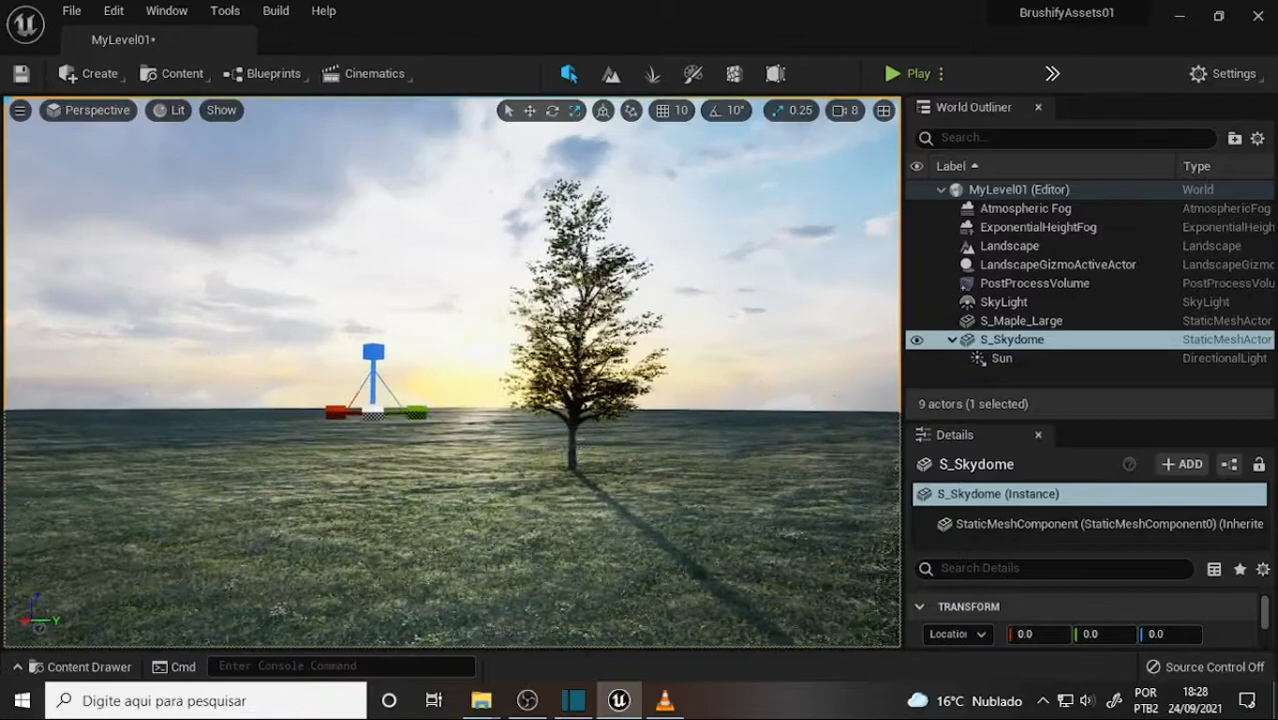 File Edit Window Tools Build Help
BrushifyAssets01
MyLevel01*
Create Content Blueprints Cinematics Play Settings
Perspective Lit Show 10 10° 0.25 8
World Outliner
Search...
Label Type
MyLevel01 (Editor) World
Atmospheric Fog AtmosphericFog
ExponentialHeightFog ExponentialHeigh
Landscape Landscape
LandscapeGizmoActiveActor LandscapeGizmo
PostProcessVolume PostProcessVolu
SkyLight SkyLight
S_Maple_Large StaticMeshActor
S_Skydome StaticMeshActor
Sun DirectionalLight
9 actors (1 selected)
Details
S_Skydome ADD
S_Skydome (Instance)
StaticMeshComponent (StaticMeshComponent0) (Inherite
Search Details
TRANSFORM
Location 0.0 0.0 0.0
Y
Content Drawer Cmd Enter Console Command Source Control Off
Digite aqui para pesquisar 16°C Nublado POR 18:28
PTB2 24/09/2021